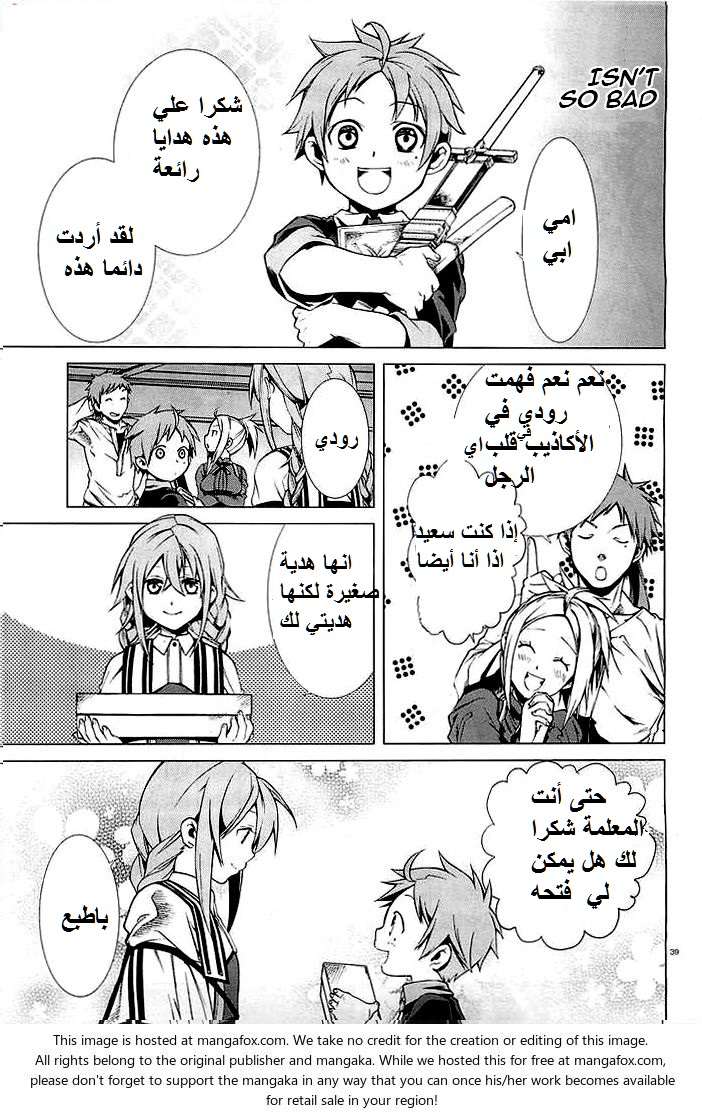 ISN'T
SO BAD
امي
ابي
شكرا علي
هذه هدايا
رائعة
لقد أردت
دائما هذه
نعم نعم فهمت
رودي في
الأكاذيب في قلب اي
الرجل
إذا كنت سعيد
اذا أنا أيضا
رودي
انها هدية
صغيرة لكنها
هديتي لك
حتى أنت
المعلمة شكرا
لك هل يمكن
لي فتحه
باطبع
39
This image is hosted at mangafox.com. We take no credit for the creation or editing of this image.
All rights belong to the original publisher and mangaka. While we hosted this for free at mangafox.com,
please don't forget to support the mangaka in any way that you can once his/her work becomes available
for retail sale in your region!